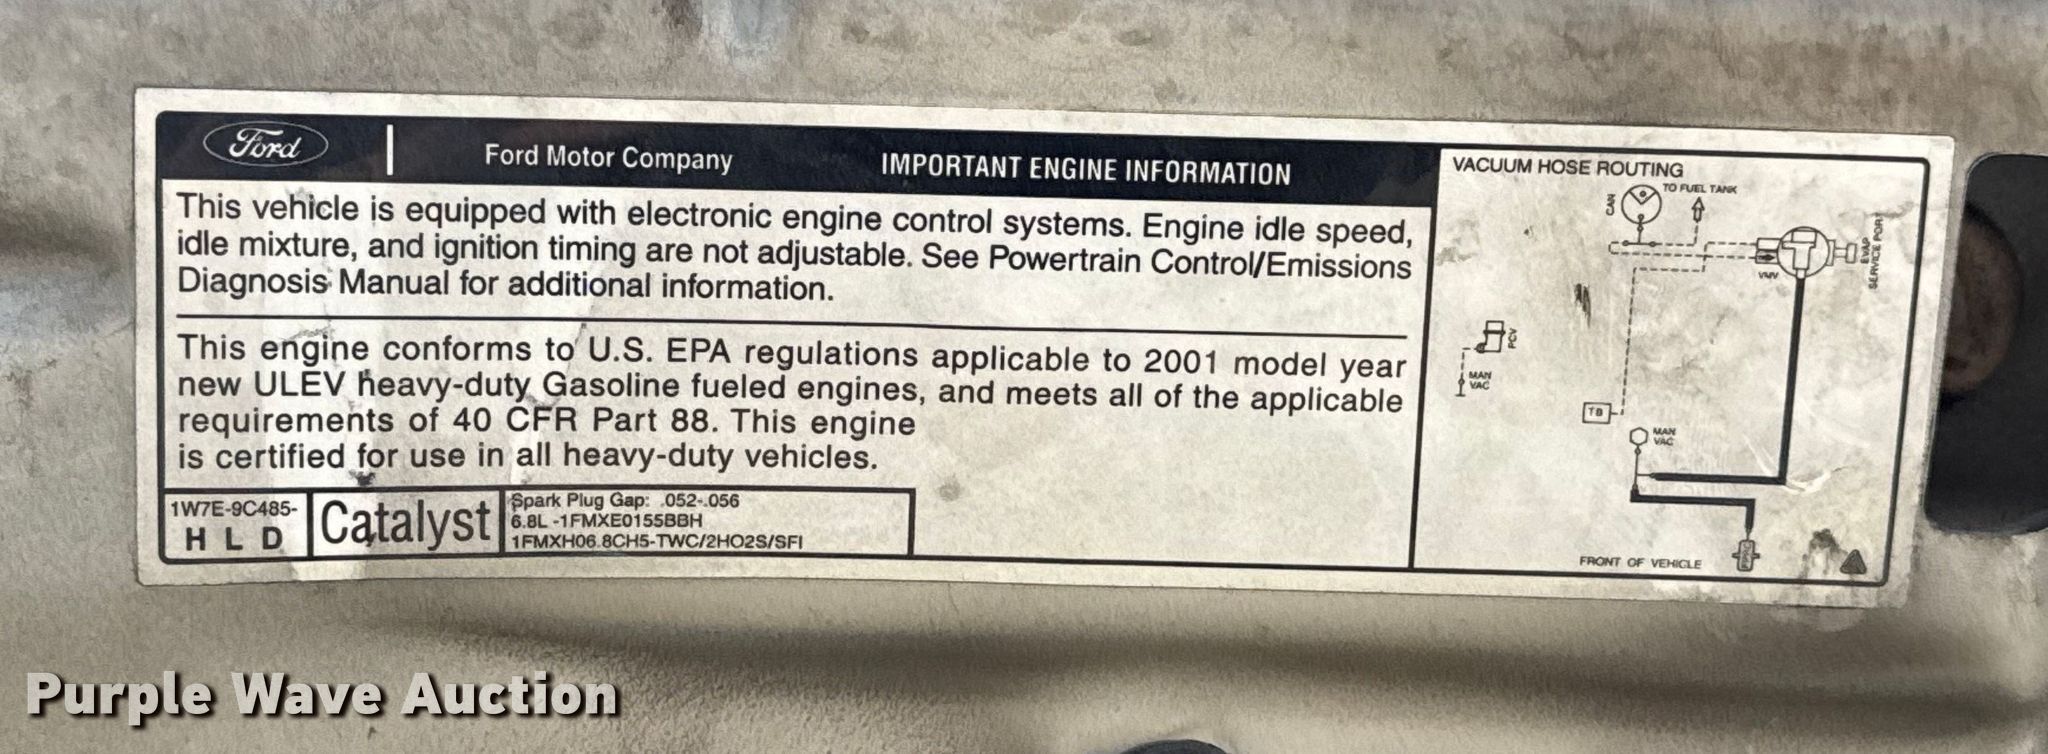 Ford
Ford Motor Company
IMPORTANT ENGINE INFORMATION
This vehicle is equipped with electronic engine control systems. Engine idle speed,
idle mixture, and ignition timing are not adjustable. See Powertrain Control/Emissions
Diagnosis Manual for additional information.
This engine conforms to U.S. EPA regulations applicable to 2001 model year
new ULEV heavy-duty Gasoline fueled engines, and meets all of the applicable
requirements of 40 CFR Part 88. This engine
is certified for use in all heavy-duty vehicles.
1W7E-9C485-
H L D
Catalyst
Spark Plug Gap: .052-.056
6.8L -1FMXE0155BBH
1FMXH06.8CH5-TWC/2HO2S/SFI
VACUUM HOSE ROUTING
CAN
TO FUEL TANK
VMV
EVAP
SERVICE PORT
PCV
MAN
VAC
TB
MAN
VAC
FRONT OF VEHICLE
Purple Wave Auction